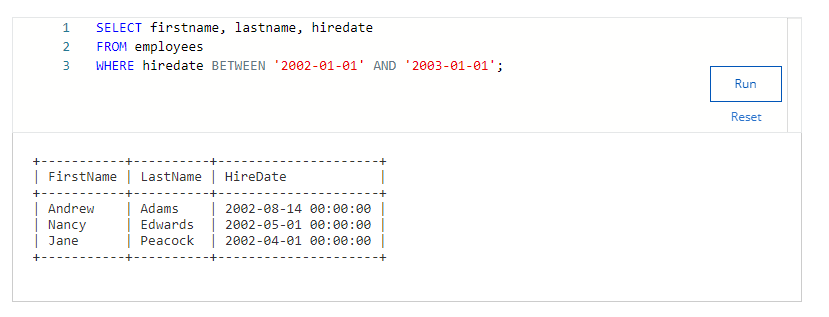 1 SELECT firstname, lastname, hiredate
2 FROM employees
3 WHERE hiredate BETWEEN '2002-01-01' AND '2003-01-01';
Run
Reset
+-----------+----------+---------------------+
| FirstName | LastName | HireDate            |
+-----------+----------+---------------------+
| Andrew    | Adams    | 2002-08-14 00:00:00 |
| Nancy     | Edwards  | 2002-05-01 00:00:00 |
| Jane      | Peacock  | 2002-04-01 00:00:00 |
+-----------+----------+---------------------+